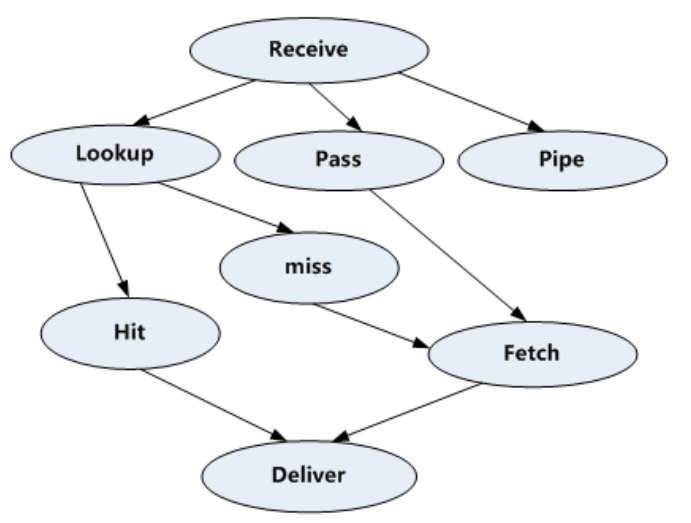 Receive
Lookup
Pass
Pipe
miss
Hit
Fetch
Deliver